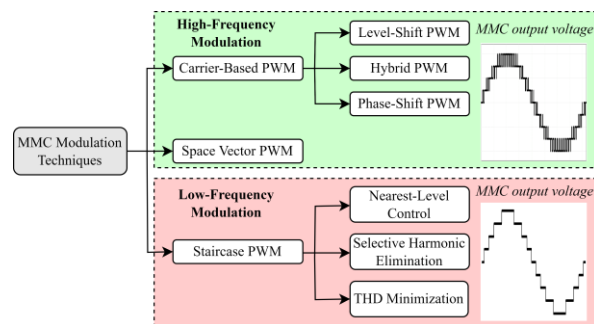 High-Frequency
Modulation
Level-Shift PWM
MMC output voltage
Carrier-Based PWM
Hybrid PWM
Phase-Shift PWM
MMC Modulation
Techniques
Space Vector PWM
Low-Frequency
Modulation
Nearest-Level
Control
MMC output voltage
Staircase PWM
Selective Harmonic
Elimination
THD Minimization